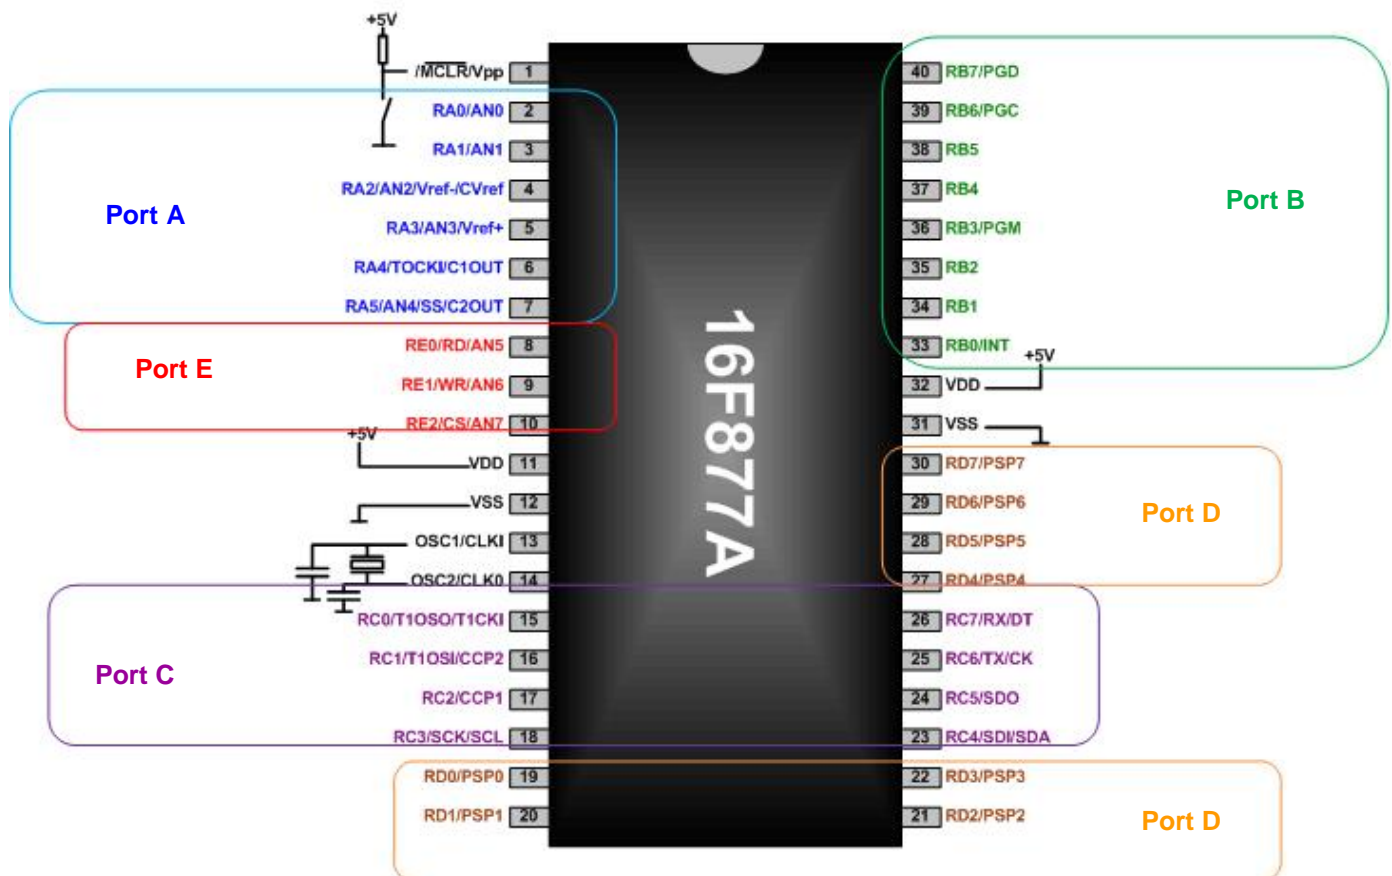 +5V
/MCLR/Vpp 1
RA0/AN0 2
RA1/AN1 3
RA2/AN2/Vref-/CVref 4
RA3/AN3/Vref+ 5
RA4/TOCKI/C1OUT 6
RA5/AN4/SS/C2OUT 7
Port A
RE0/RD/AN5 8
RE1/WR/AN6 9
RE2/CS/AN7 10
Port E
+5V
VDD 11
VSS 12
OSC1/CLKI 13
OSC2/CLK0 14
RC0/T1OSO/T1CKI 15
RC1/T1OSI/CCP2 16
RC2/CCP1 17
RC3/SCK/SCL 18
Port C
RD0/PSP0 19
RD1/PSP1 20
16F877A
40 RB7/PGD
39 RB6/PGC
38 RB5
37 RB4
36 RB3/PGM
35 RB2
34 RB1
33 RB0/INT
Port B
+5V
32 VDD
31 VSS
30 RD7/PSP7
29 RD6/PSP6
28 RD5/PSP5
27 RD4/PSP4
Port D
26 RC7/RX/DT
25 RC6/TX/CK
24 RC5/SDO
23 RC4/SDI/SDA
22 RD3/PSP3
21 RD2/PSP2
Port D